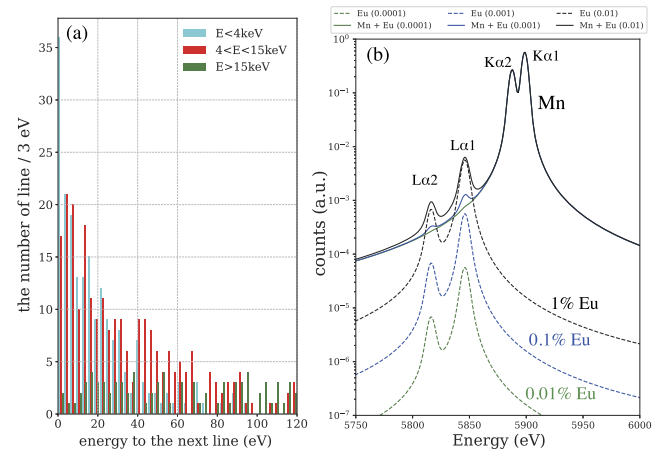 Eu (0.0001) Eu (0.001) Eu (0.01)
Mn + Eu (0.0001) Mn + Eu (0.001) Mn + Eu (0.01)
(a)
E<4keV
4<E<15keV
E>15keV
the number of line / 3 eV
35
30
25
20
15
10
5
0
0 20 40 60 80 100 120
energy to the next line (eV)
(b)
Kα2
Kα1
Mn
Lα1
Lα2
1% Eu
0.1% Eu
0.01% Eu
counts (a.u.)
10⁰
10⁻¹
10⁻²
10⁻³
10⁻⁴
10⁻⁵
10⁻⁶
10⁻⁷
5750 5800 5850 5900 5950 6000
Energy (eV)